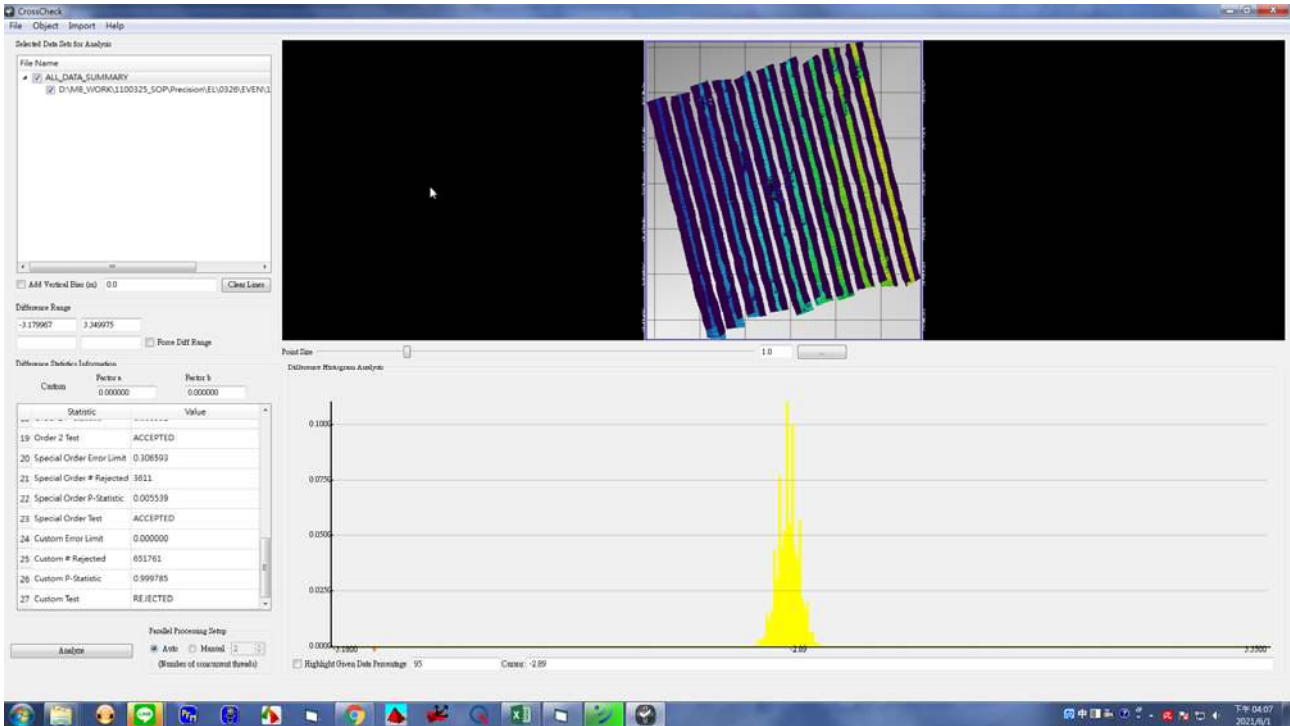 CrossCheck
File Object Import Help
Selected Data Sets for Analysis
File Name
ALL_DATA_SUMMARY
D:\MB_WORK\1100325_SOP\Precision\EL\0326\EVEN\1
Add Vertical Bias (m) 0.0 Clear Lines
Difference Range
-3.179967 3.349975
Force Diff Range
Point Size 1.0 ...
Difference Statistics Information
Difference Histogram Analysis
Custom Factor a Factor b
0.000000 0.000000
Statistic Value
19 Order 2 Test ACCEPTED
20 Special Order Error Limit 0.306593
21 Special Order # Rejected 3611
22 Special Order P-Statistic 0.005539
23 Special Order Test ACCEPTED
24 Custom Error Limit 0.000000
25 Custom # Rejected 651761
26 Custom P-Statistic 0.999785
27 Custom Test REJECTED
0.1000
0.0750
0.0500
0.0250
0.0000
-3.1800 -2.89 3.3500
Parallel Processing Setup
Analyze Auto Manual 2
(Number of concurrent threads)
Highlight Given Data Percentage 95 Cursor: -2.89
下午 04:07
2021/6/1